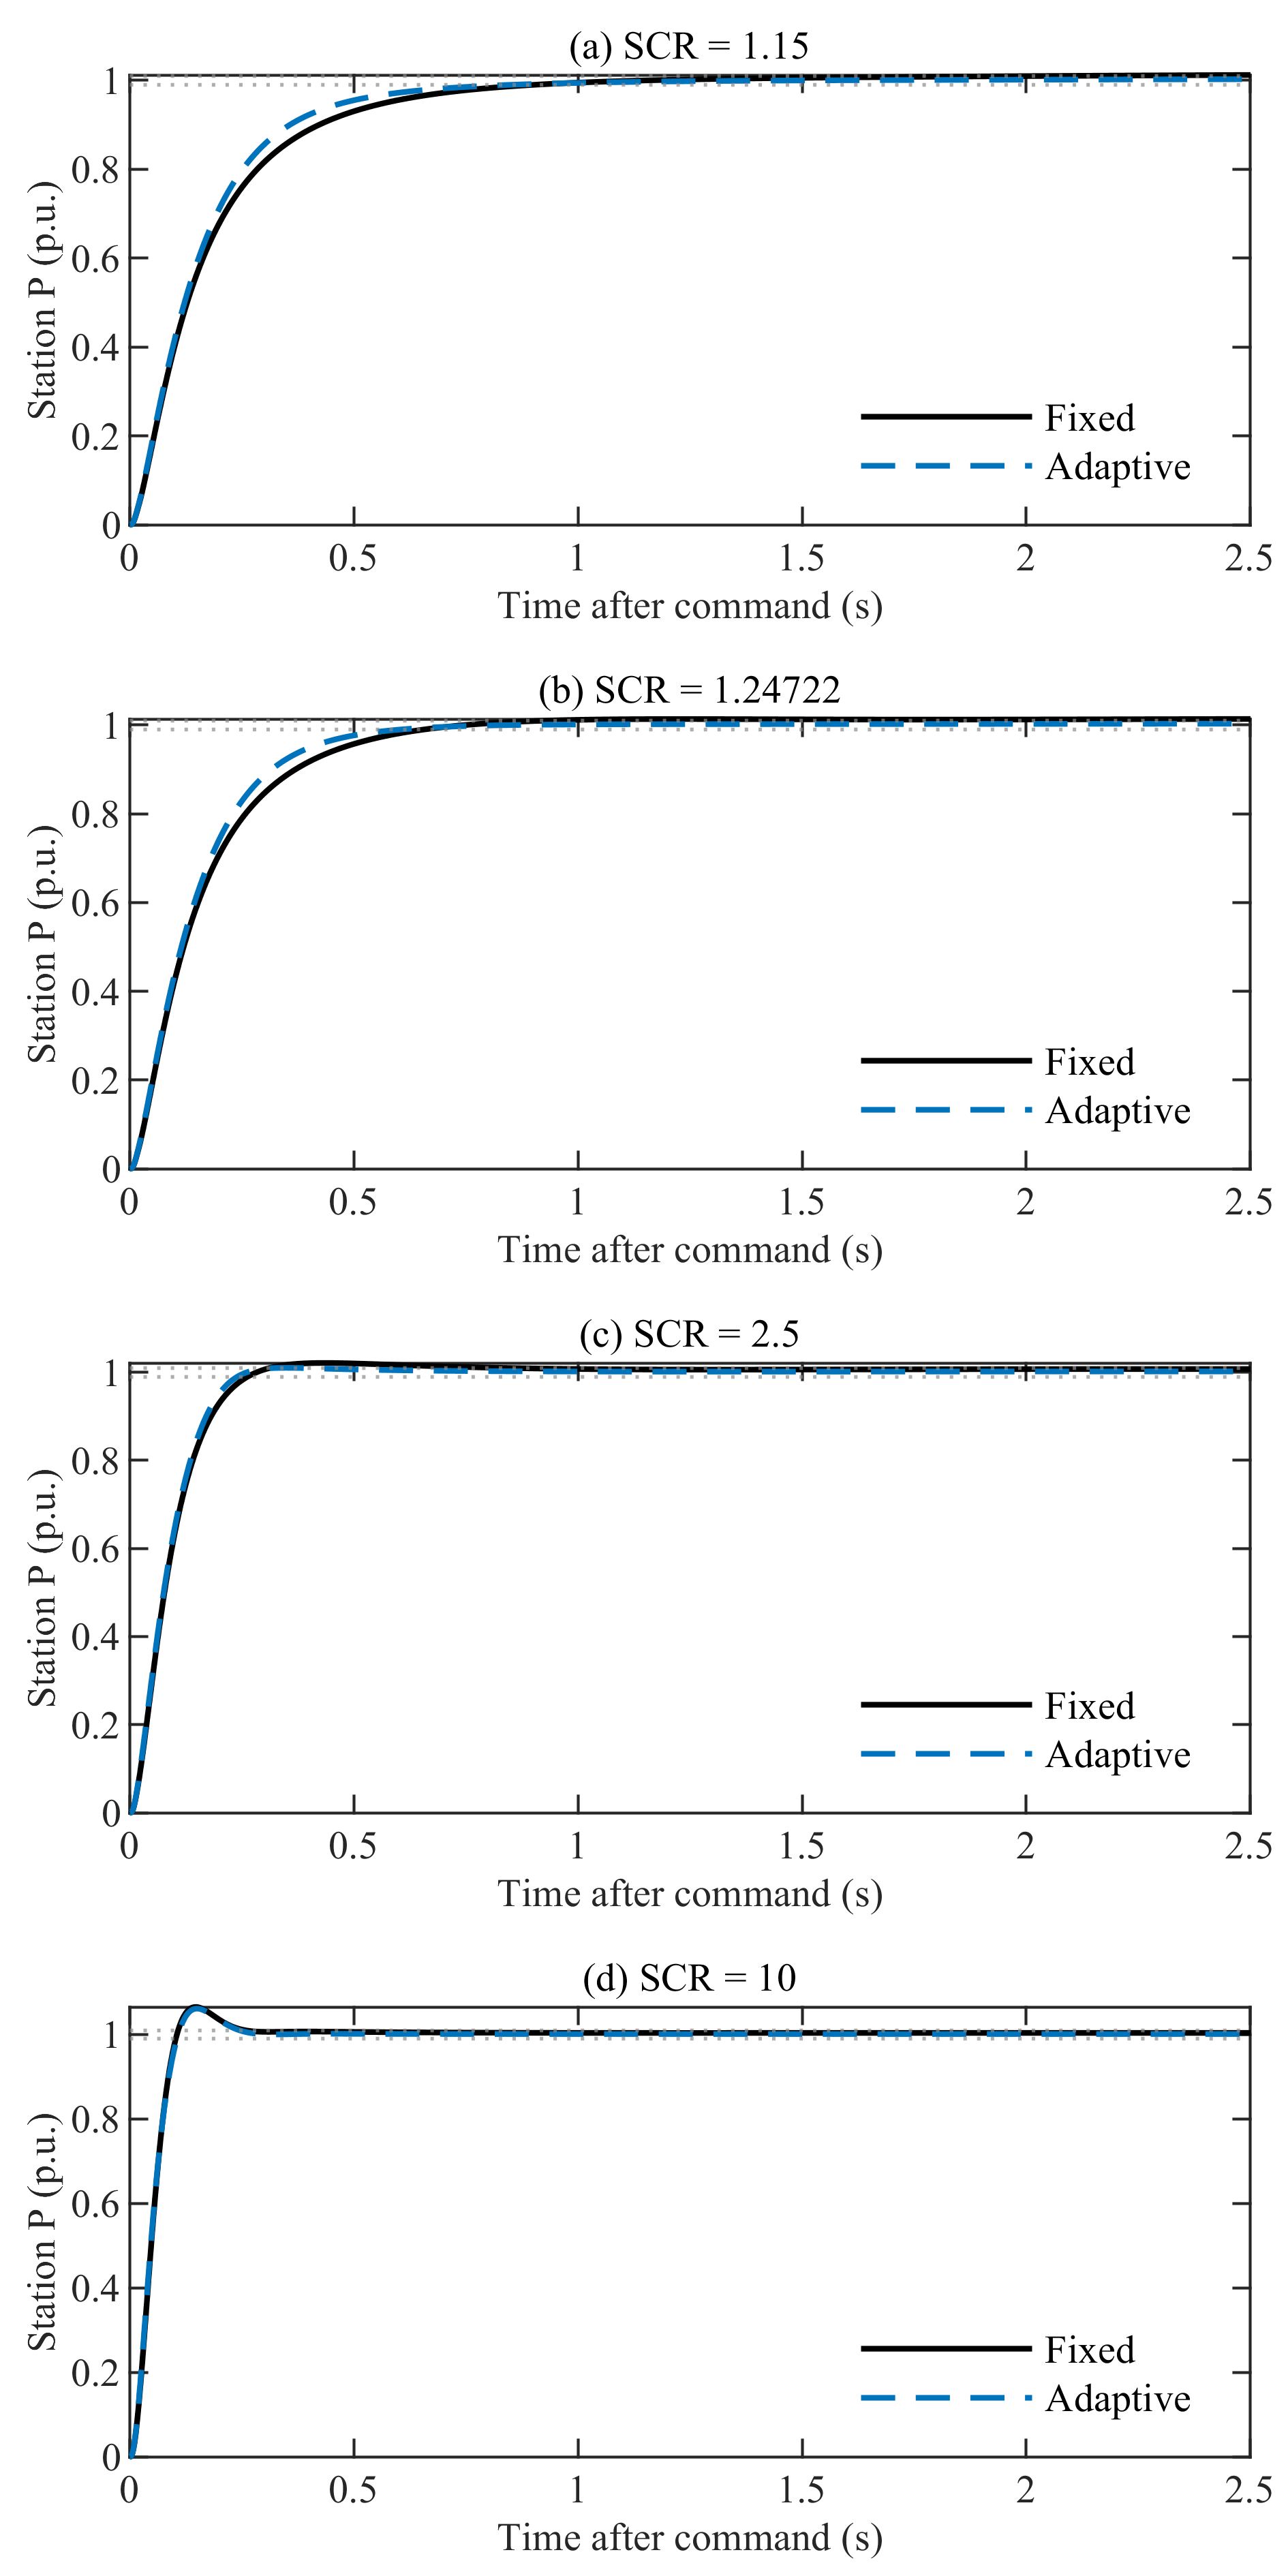 (a) SCR = 1.15
1
0.8
0.6
0.4
0.2
0
Station P (p.u.)
Fixed
Adaptive
0 0.5 1 1.5 2 2.5
Time after command (s)
(b) SCR = 1.24722
1
0.8
0.6
0.4
0.2
0
Station P (p.u.)
Fixed
Adaptive
0 0.5 1 1.5 2 2.5
Time after command (s)
(c) SCR = 2.5
1
0.8
0.6
0.4
0.2
0
Station P (p.u.)
Fixed
Adaptive
0 0.5 1 1.5 2 2.5
Time after command (s)
(d) SCR = 10
1
0.8
0.6
0.4
0.2
0
Station P (p.u.)
Fixed
Adaptive
0 0.5 1 1.5 2 2.5
Time after command (s)